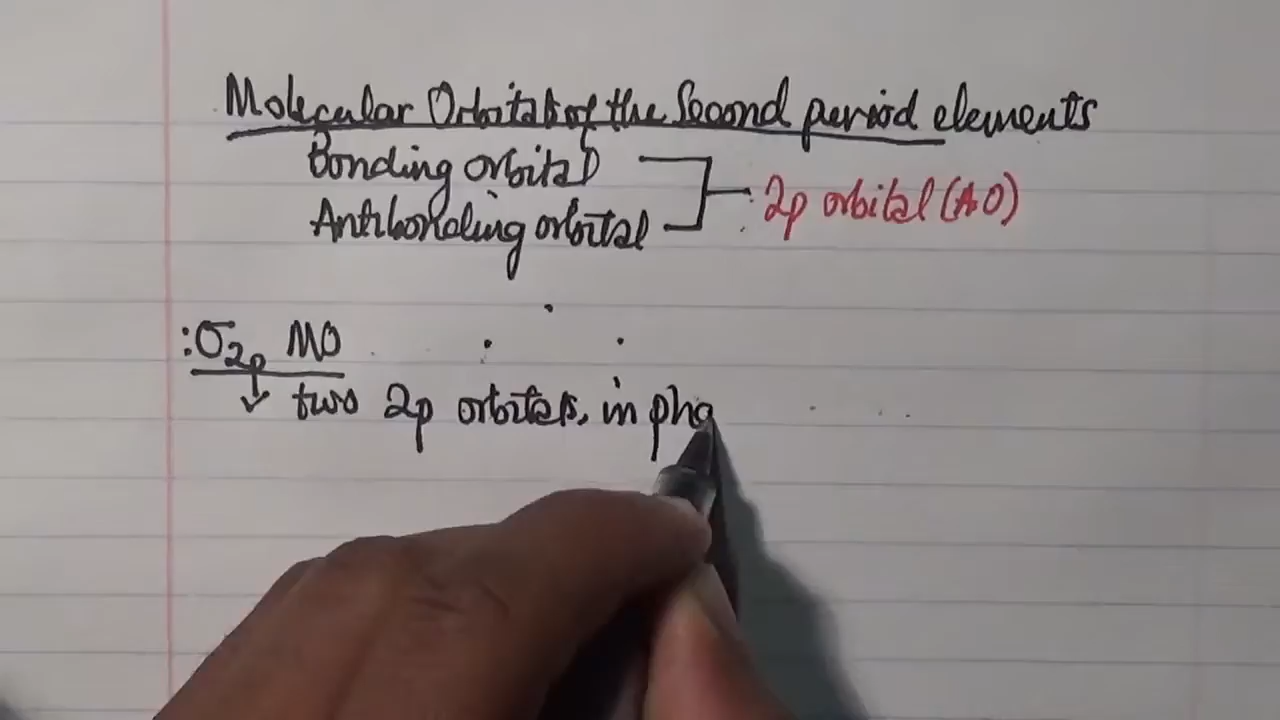 Molecular Orbitals of the Second period elements
Bonding orbital
Antibonding orbital
2p orbital (AO)
:σ2p MO
↓ two 2p orbitals, in pha